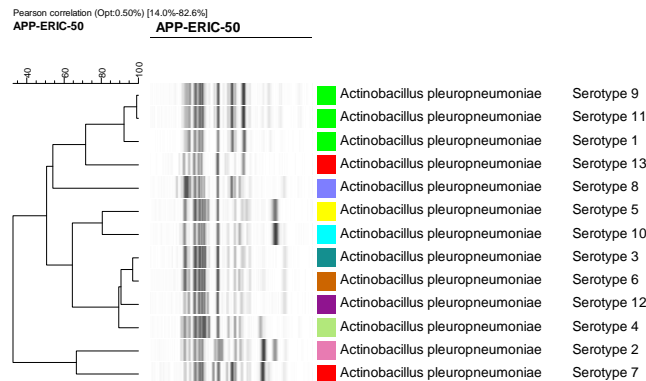 Pearson correlation (Opt:0.50%) [14.0%-82.6%]
APP-ERIC-50 APP-ERIC-50
40 60 80 100
Actinobacillus pleuropneumoniae Serotype 9
Actinobacillus pleuropneumoniae Serotype 11
Actinobacillus pleuropneumoniae Serotype 1
Actinobacillus pleuropneumoniae Serotype 13
Actinobacillus pleuropneumoniae Serotype 8
Actinobacillus pleuropneumoniae Serotype 5
Actinobacillus pleuropneumoniae Serotype 10
Actinobacillus pleuropneumoniae Serotype 3
Actinobacillus pleuropneumoniae Serotype 6
Actinobacillus pleuropneumoniae Serotype 12
Actinobacillus pleuropneumoniae Serotype 4
Actinobacillus pleuropneumoniae Serotype 2
Actinobacillus pleuropneumoniae Serotype 7